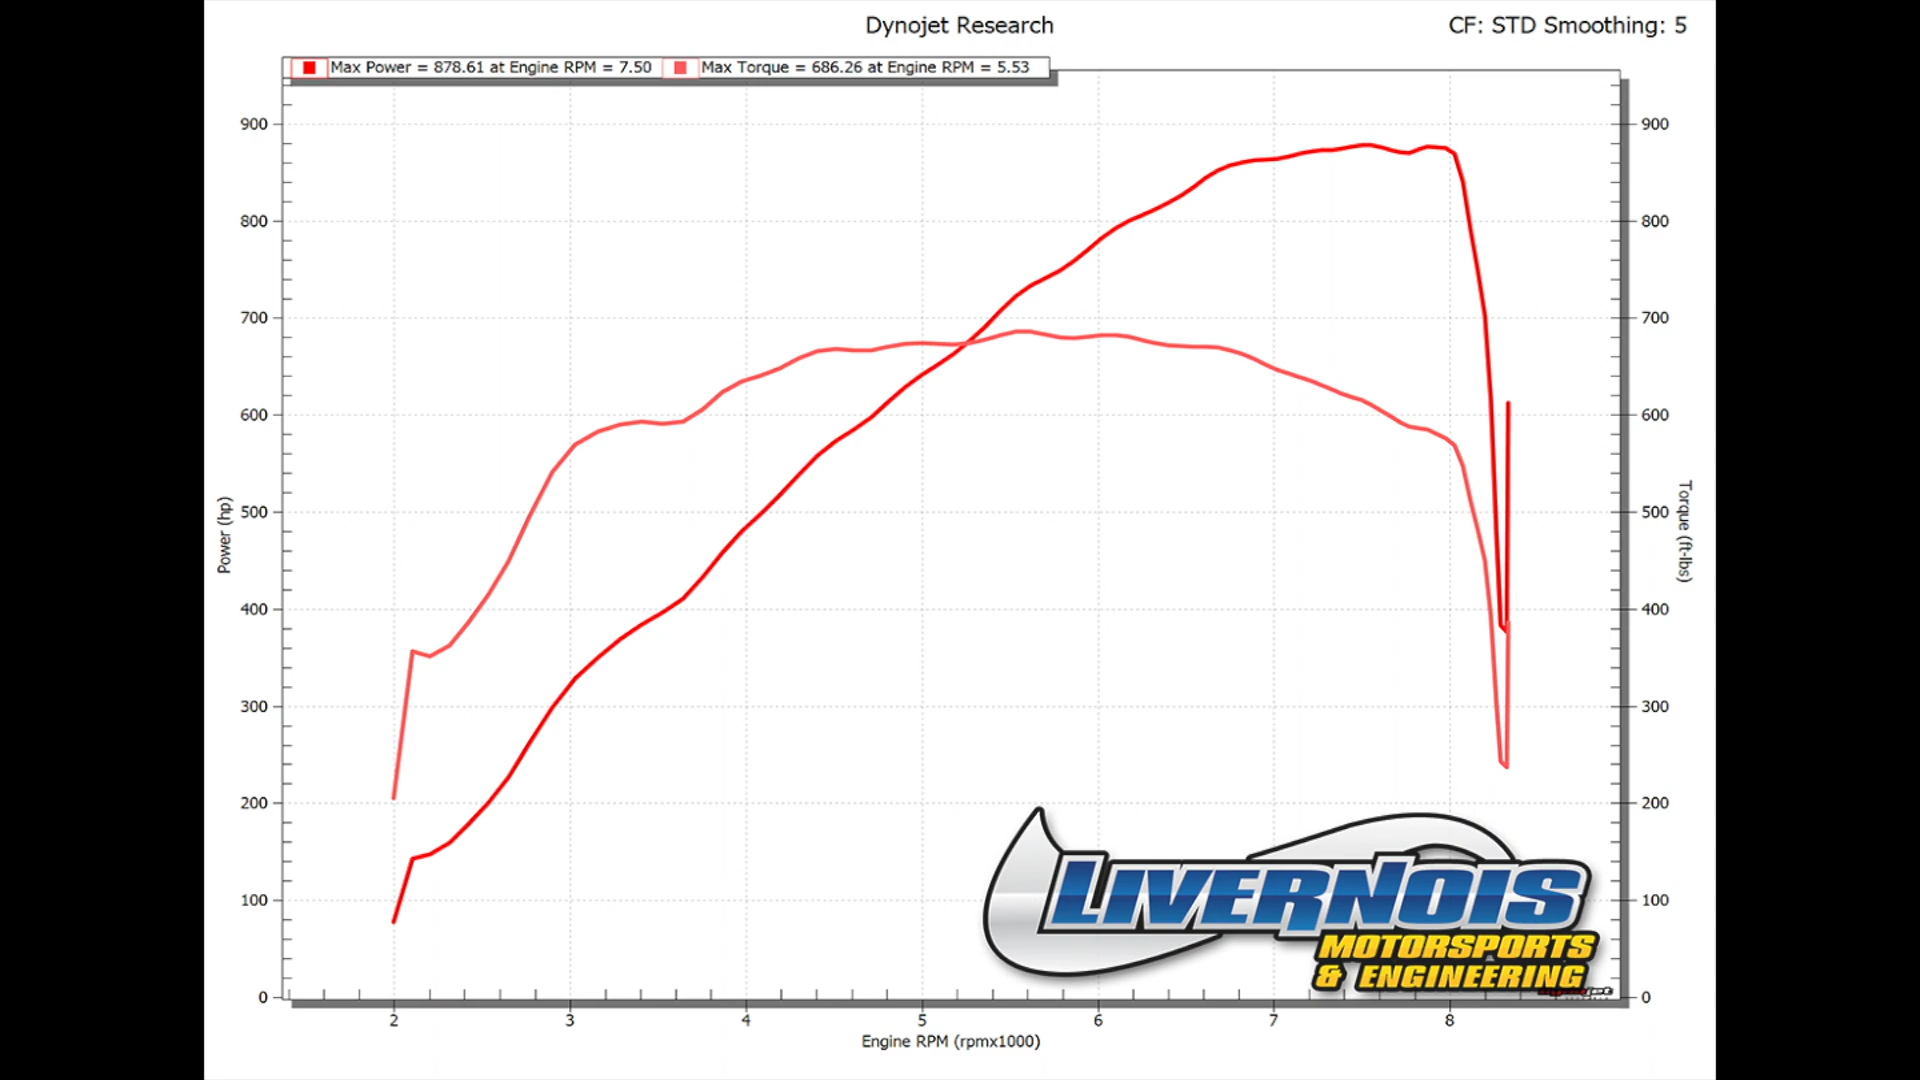 Dynojet Research
CF: STD Smoothing: 5
Max Power = 878.61 at Engine RPM = 7.50
Max Torque = 686.26 at Engine RPM = 5.53
900
800
700
600
500
400
300
200
100
0
Power (hp)
900
800
700
600
500
400
300
200
100
0
Torque (ft-lbs)
2 3 4 5 6 7 8
Engine RPM (rpmx1000)
LIVERNOIS
MOTORSPORTS
& ENGINEERING